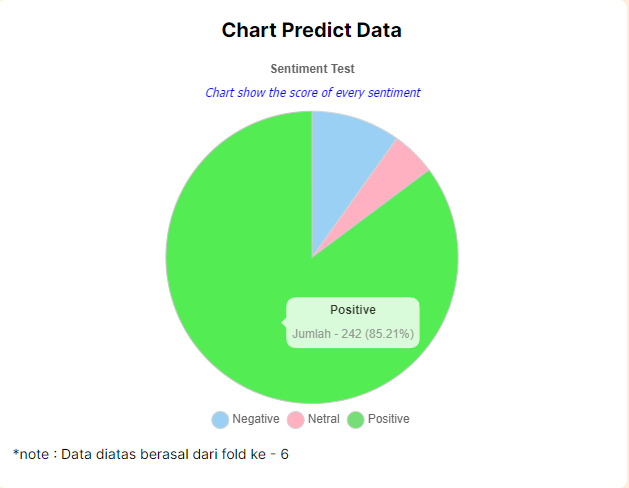 Chart Predict Data
Sentiment Test
Chart show the score of every sentiment
Positive
Jumlah - 242 (85.21%)
Negative Netral Positive
*note : Data diatas berasal dari fold ke - 6